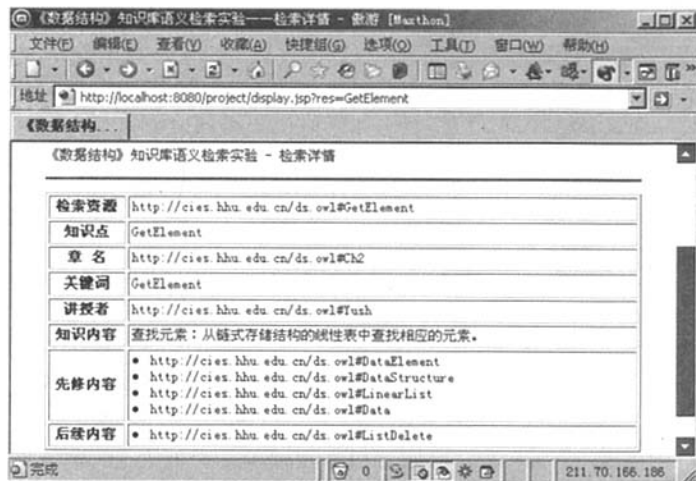 《数据结构》知识库语义检索实验——检索详情 - 傲游 [Maxthon]
文件(F) 编辑(E) 查看(V) 收藏(A) 快捷组(G) 选项(O) 工具(T) 窗口(W) 帮助(H)
地址 http://localhost:8080/project/display.jsp?res=GetElement
《数据结构...
《数据结构》知识库语义检索实验 - 检索详情
检索资源 http://cies.hhu.edu.cn/ds.owl#GetElement
知识点 GetElement
章 名 http://cies.hhu.edu.cn/ds.owl#Ch2
关键词 GetElement
讲授者 http://cies.hhu.edu.cn/ds.owl#Yush
知识内容 查找元素：从链式存储结构的线性表中查找相应的元素。
先修内容
• http://cies.hhu.edu.cn/ds.owl#DataElement
• http://cies.hhu.edu.cn/ds.owl#DataStructure
• http://cies.hhu.edu.cn/ds.owl#LinearList
• http://cies.hhu.edu.cn/ds.owl#Data
后续内容 • http://cies.hhu.edu.cn/ds.owl#ListDelete
完成 0 211.70.166.186